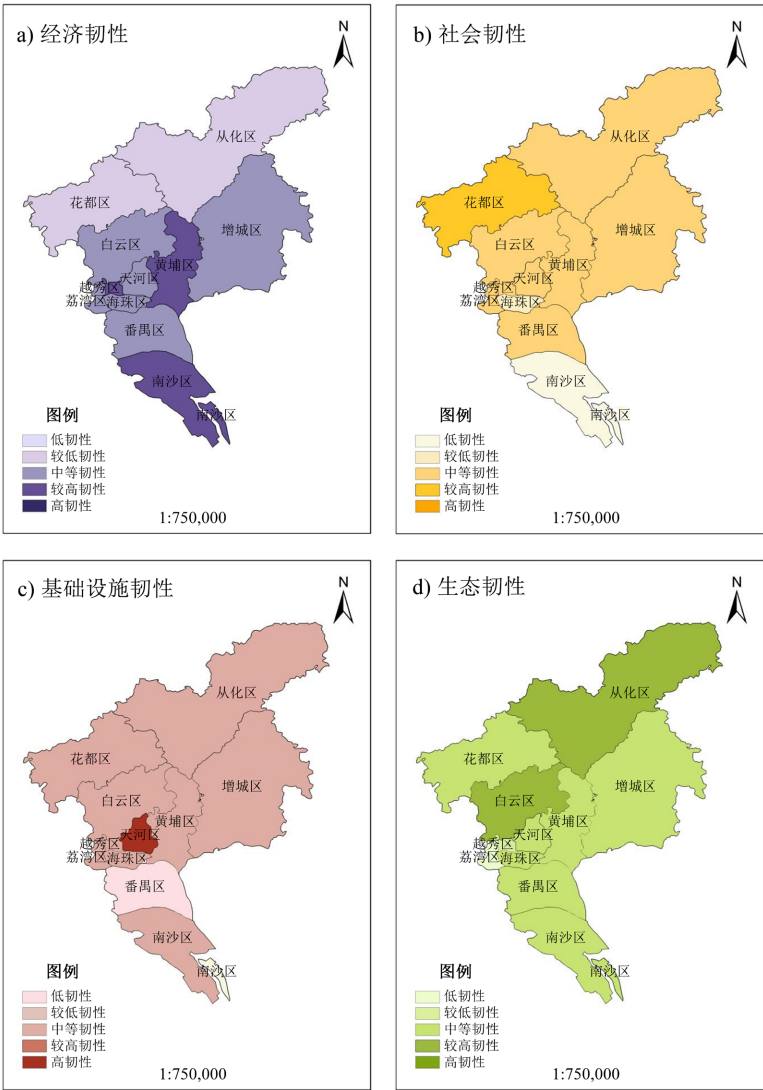 a) 经济韧性
N
从化区
花都区
增城区
白云区
天河区
黄埔区
越秀区
荔湾区
海珠区
番禺区
南沙区
南沙区
图例
低韧性
较低韧性
中等韧性
较高韧性
高韧性
1:750,000
b) 社会韧性
N
从化区
花都区
增城区
白云区
天河区
黄埔区
越秀区
荔湾区
海珠区
番禺区
南沙区
南沙区
图例
低韧性
较低韧性
中等韧性
较高韧性
高韧性
1:750,000
c) 基础设施韧性
N
从化区
花都区
增城区
白云区
天河区
黄埔区
越秀区
荔湾区
海珠区
番禺区
南沙区
南沙区
图例
低韧性
较低韧性
中等韧性
较高韧性
高韧性
1:750,000
d) 生态韧性
N
从化区
花都区
增城区
白云区
天河区
黄埔区
越秀区
荔湾区
海珠区
番禺区
南沙区
南沙区
图例
低韧性
较低韧性
中等韧性
较高韧性
高韧性
1:750,000